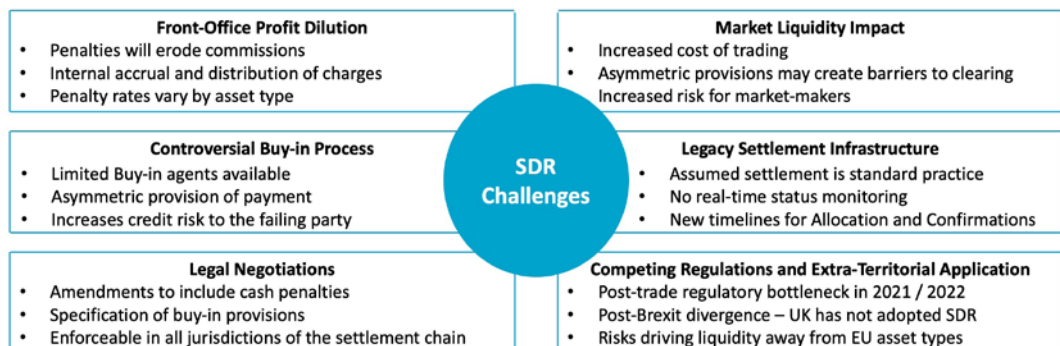 Front-Office Profit Dilution
• Penalties will erode commissions
• Internal accrual and distribution of charges
• Penalty rates vary by asset type
Market Liquidity Impact
• Increased cost of trading
• Asymmetric provisions may create barriers to clearing
Increased risk for market-makers
Controversial Buy-in Process
• Limited Buy-in agents available
• Asymmetric provision of payment
• Increases credit risk to the failing party
SDR
Challenges
Legacy Settlement Infrastructure
• Assumed settlement is standard practice
• No real-time status monitoring
• New timelines for Allocation and Confirmations
Legal Negotiations
• Amendments to include cash penalties
• Specification of buy-in provisions
• Enforceable in all jurisdictions of the settlement chain
Competing Regulations and Extra-Territorial Application
• Post-trade regulatory bottleneck in 2021 / 2022
• Post-Brexit divergence – UK has not adopted SDR
• Risks driving liquidity away from EU asset types